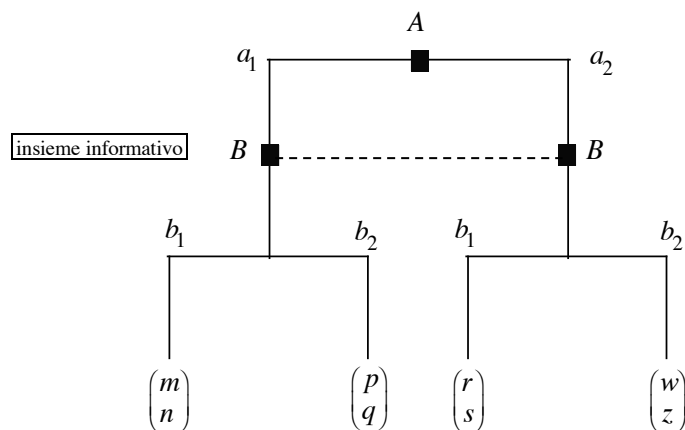 A
a₁ a₂
insieme informativo B B
b₁ b₂ b₁ b₂
(m n) (p q) (r s) (w z)